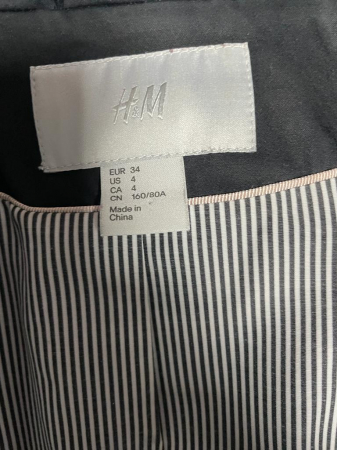 H&M
EUR 34
US 4
CA 4
CN 160/80A
Made in
China